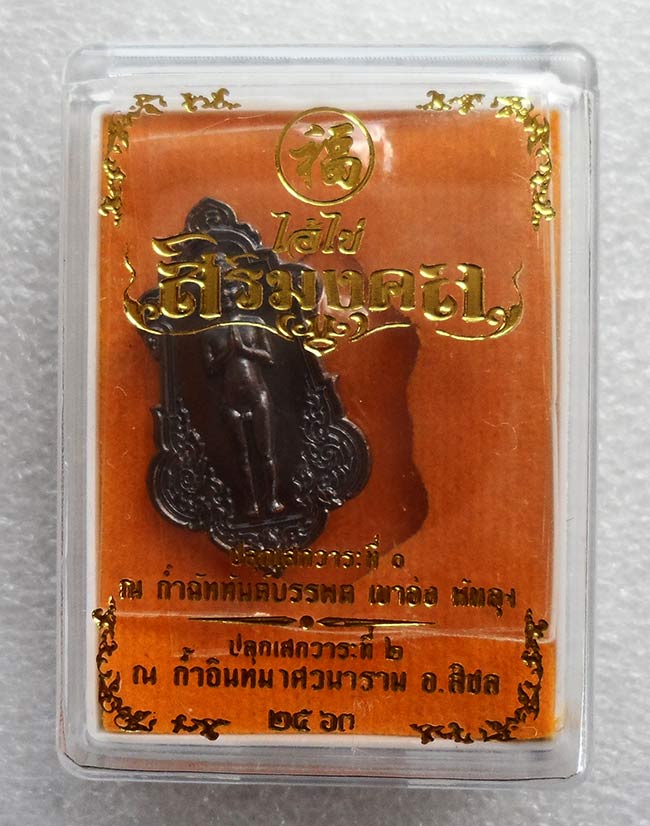 福
ไอ้ไข่
สิริมงคล
ปลุกเสกวาระที่ ๑
ณ ถ้ำฉัททันต์บรรพต เขาอ้อ พัทลุง
ปลุกเสกวาระที่ ๒
ณ ถ้ำอินทนาศวนาราม อ.สิชล
๒๕๖๓